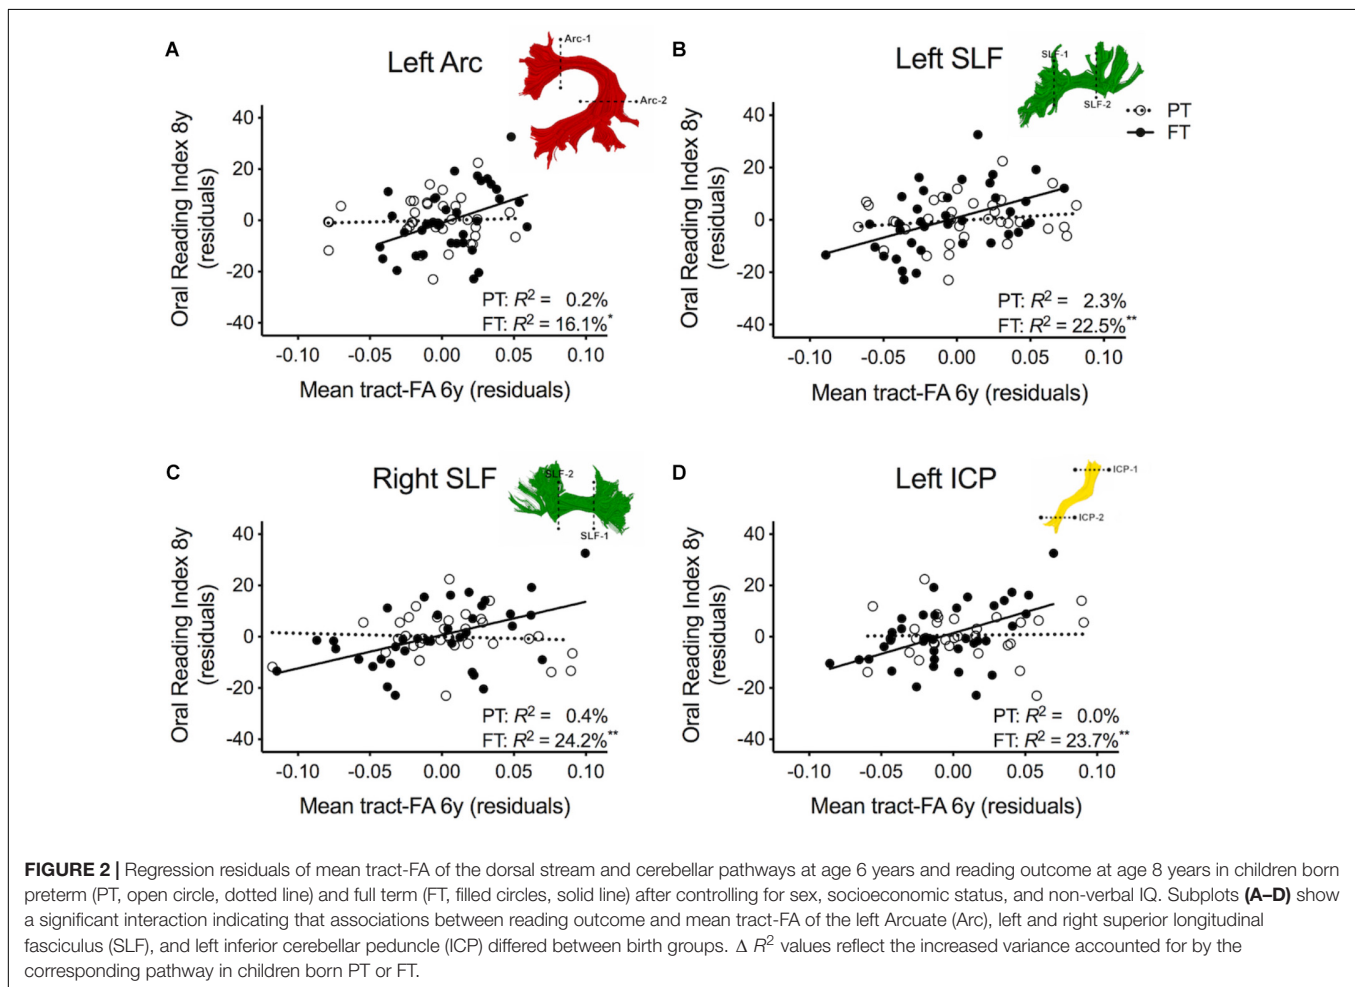 A
Left Arc
Arc-1
Arc-2
Oral Reading Index 8y
(residuals)
40
20
0
-20
-40
PT: R² = 0.2%
FT: R² = 16.1%*
-0.10 -0.05 0.00 0.05 0.10
Mean tract-FA 6y (residuals)
B
Left SLF
SLF-1
SLF-2
PT
FT
Oral Reading Index 8y
(residuals)
40
20
0
-20
-40
PT: R² = 2.3%
FT: R² = 22.5%**
-0.10 -0.05 0.00 0.05 0.10
Mean tract-FA 6y (residuals)
C
Right SLF
SLF-2
SLF-1
Oral Reading Index 8y
(residuals)
40
20
0
-20
-40
PT: R² = 0.4%
FT: R² = 24.2%**
-0.10 -0.05 0.00 0.05 0.10
Mean tract-FA 6y (residuals)
D
Left ICP
ICP-1
ICP-2
Oral Reading Index 8y
(residuals)
40
20
0
-20
-40
PT: R² = 0.0%
FT: R² = 23.7%**
-0.10 -0.05 0.00 0.05 0.10
Mean tract-FA 6y (residuals)
FIGURE 2 | Regression residuals of mean tract-FA of the dorsal stream and cerebellar pathways at age 6 years and reading outcome at age 8 years in children born
preterm (PT, open circle, dotted line) and full term (FT, filled circles, solid line) after controlling for sex, socioeconomic status, and non-verbal IQ. Subplots (A–D) show
a significant interaction indicating that associations between reading outcome and mean tract-FA of the left Arcuate (Arc), left and right superior longitudinal
fasciculus (SLF), and left inferior cerebellar peduncle (ICP) differed between birth groups. Δ R² values reflect the increased variance accounted for by the
corresponding pathway in children born PT or FT.